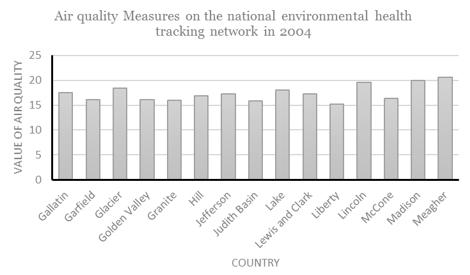 Air quality Measures on the national environmental health
tracking network in 2004
VALUE OF AIR QUALITY
25
20
15
10
5
0
Gallatin
Garfield
Glacier
Golden Valley
Granite
Hill
Jefferson
Judith Basin
Lake
Lewis and Clark
Liberty
Lincoln
McCone
Madison
Meagher
COUNTRY